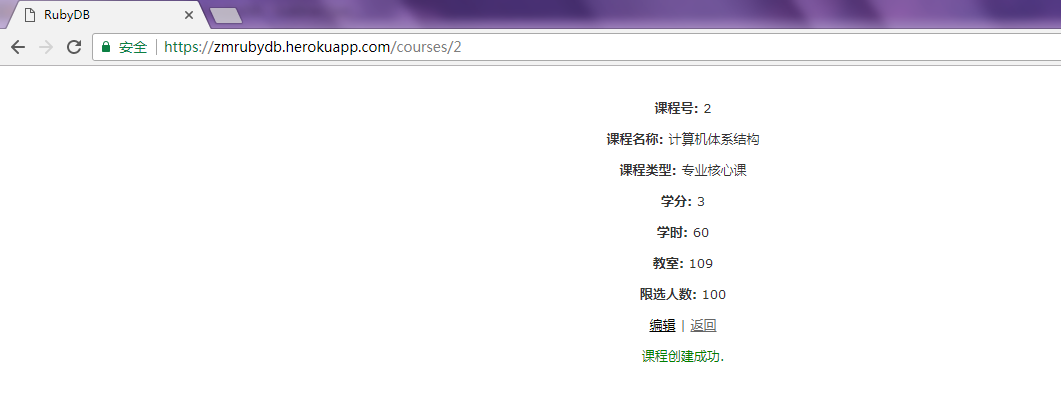 RubyDB
安全 https://zmrubydb.herokuapp.com/courses/2
课程号: 2
课程名称: 计算机体系结构
课程类型: 专业核心课
学分: 3
学时: 60
教室: 109
限选人数: 100
编辑 | 返回
课程创建成功.